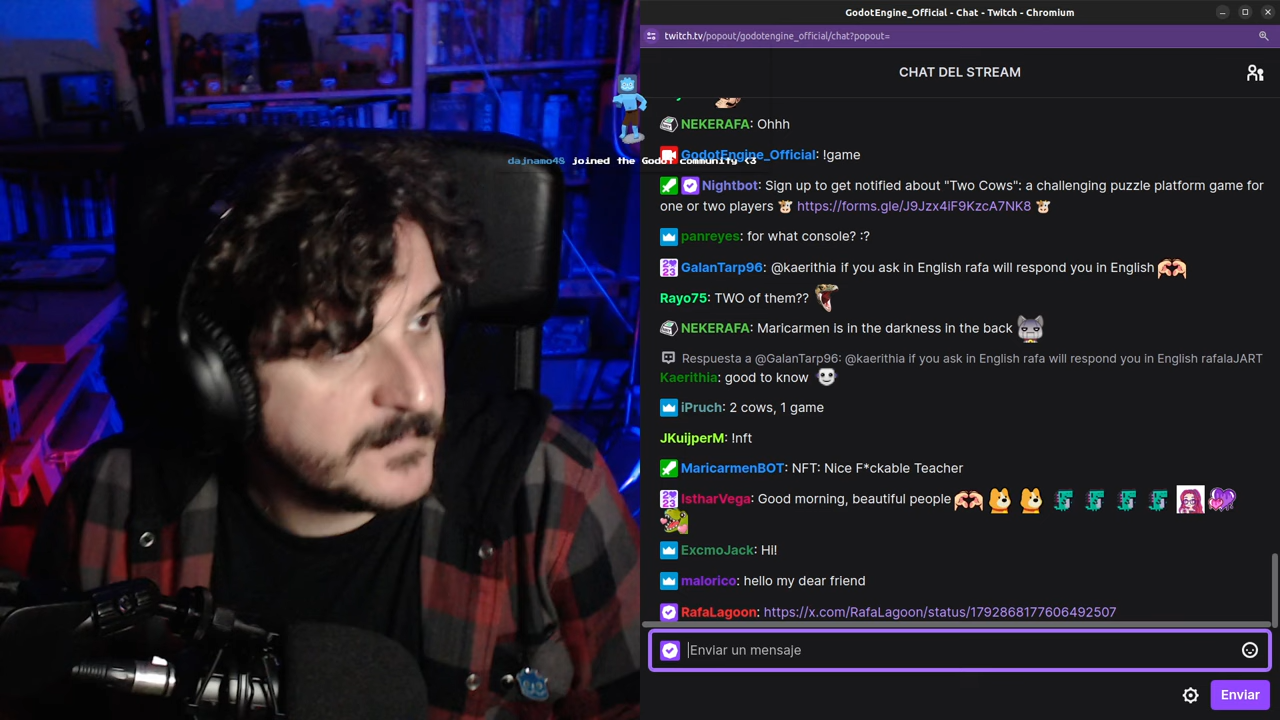 GodotEngine_Official - Chat - Twitch - Chromium
twitch.tv/popout/godotengine_official/chat?popout=
CHAT DEL STREAM
NEKERAFA: Ohhh
GodotEngine_Official: !game
dajnamo48 joined the Godot community <3
Nightbot: Sign up to get notified about "Two Cows": a challenging puzzle platform game for
one or two players https://forms.gle/J9Jzx4iF9KzcA7NK8
panreyes: for what console? :?
GalanTarp96: @kaerithia if you ask in English rafa will respond you in English
Rayo75: TWO of them??
NEKERAFA: Maricarmen is in the darkness in the back
Respuesta a @GalanTarp96: @kaerithia if you ask in English rafa will respond you in English rafalaJART
Kaerithia: good to know
iPruch: 2 cows, 1 game
JKuijperM: !nft
MaricarmenBOT: NFT: Nice F*ckable Teacher
IstharVega: Good morning, beautiful people
ExcmoJack: Hi!
malorico: hello my dear friend
RafaLagoon: https://x.com/RafaLagoon/status/1792868177606492507
Enviar un mensaje
Enviar